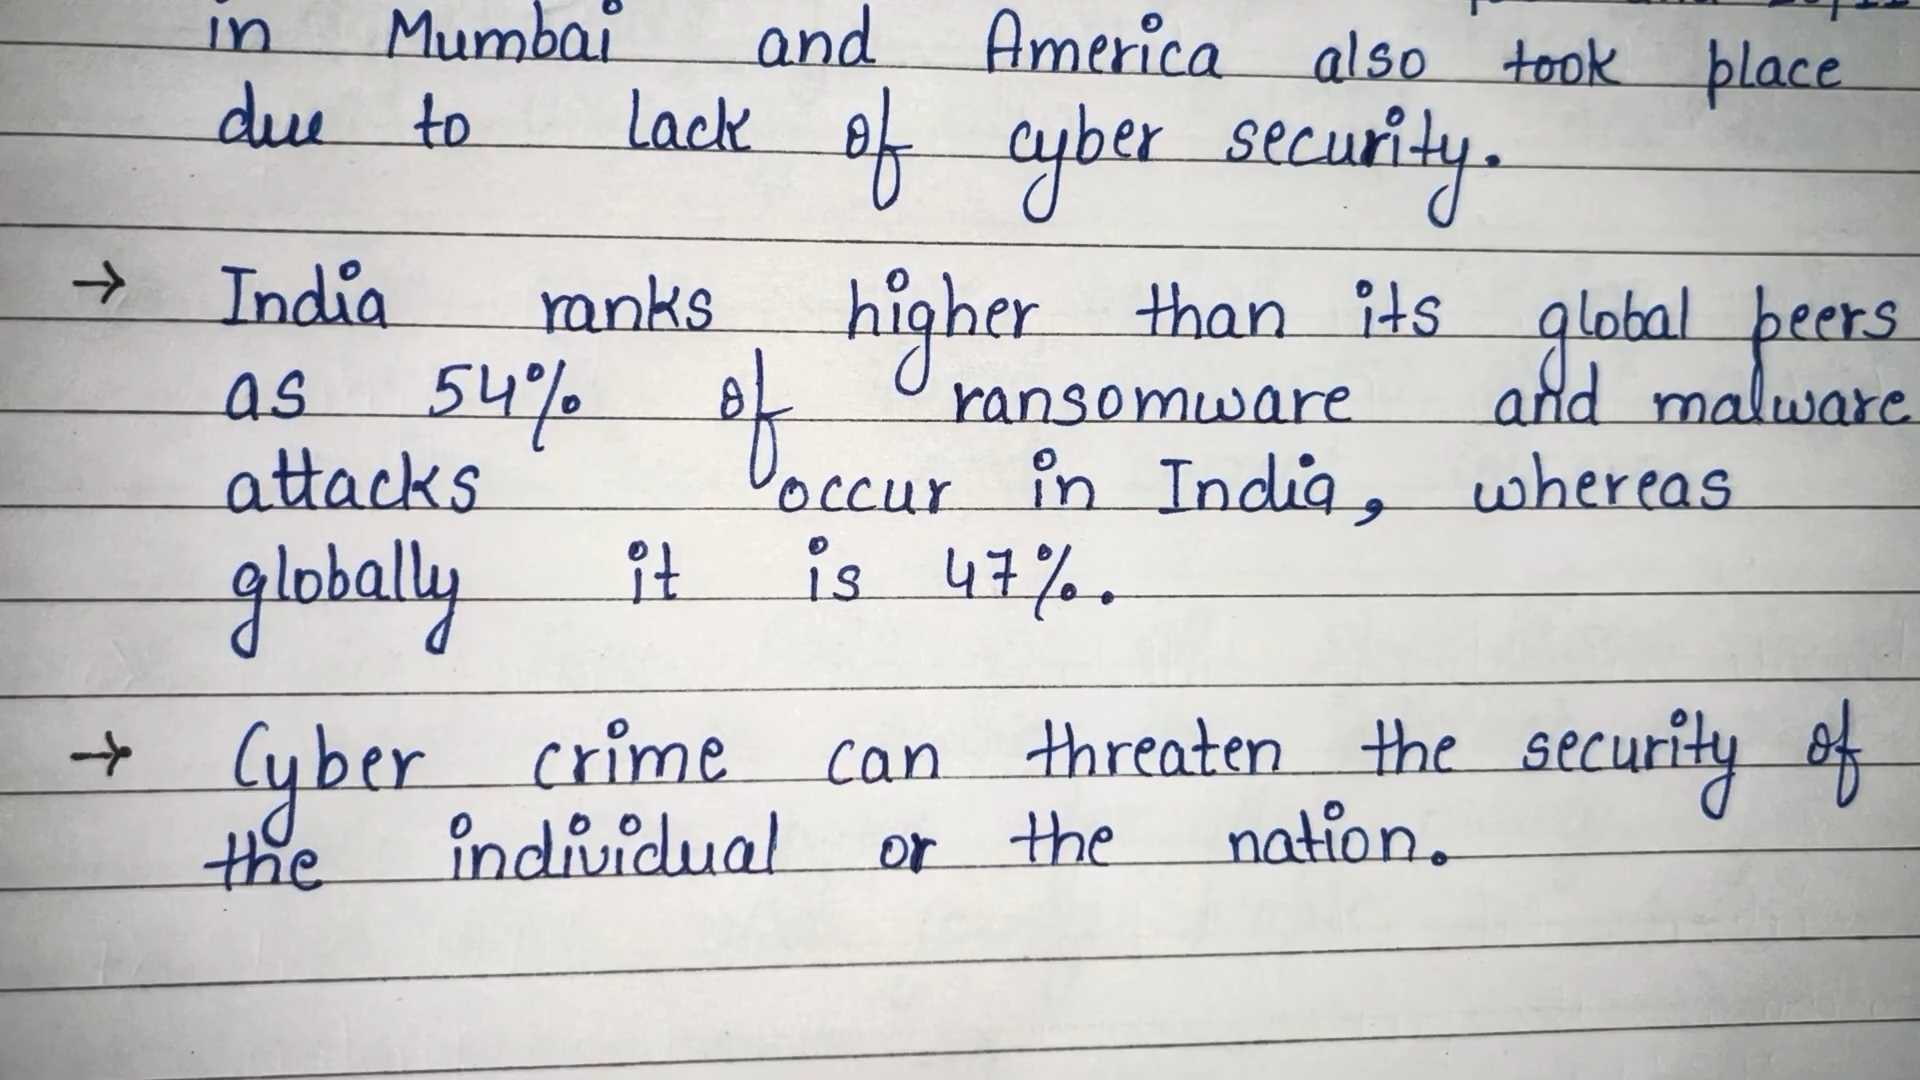 in Mumbai and America also took place
due to lack of cyber security.
→ India ranks higher than its global peers
as 54% of ransomware and malware
attacks occur in India, whereas
globally it is 47%.
→ Cyber crime can threaten the security of
the individual or the nation.